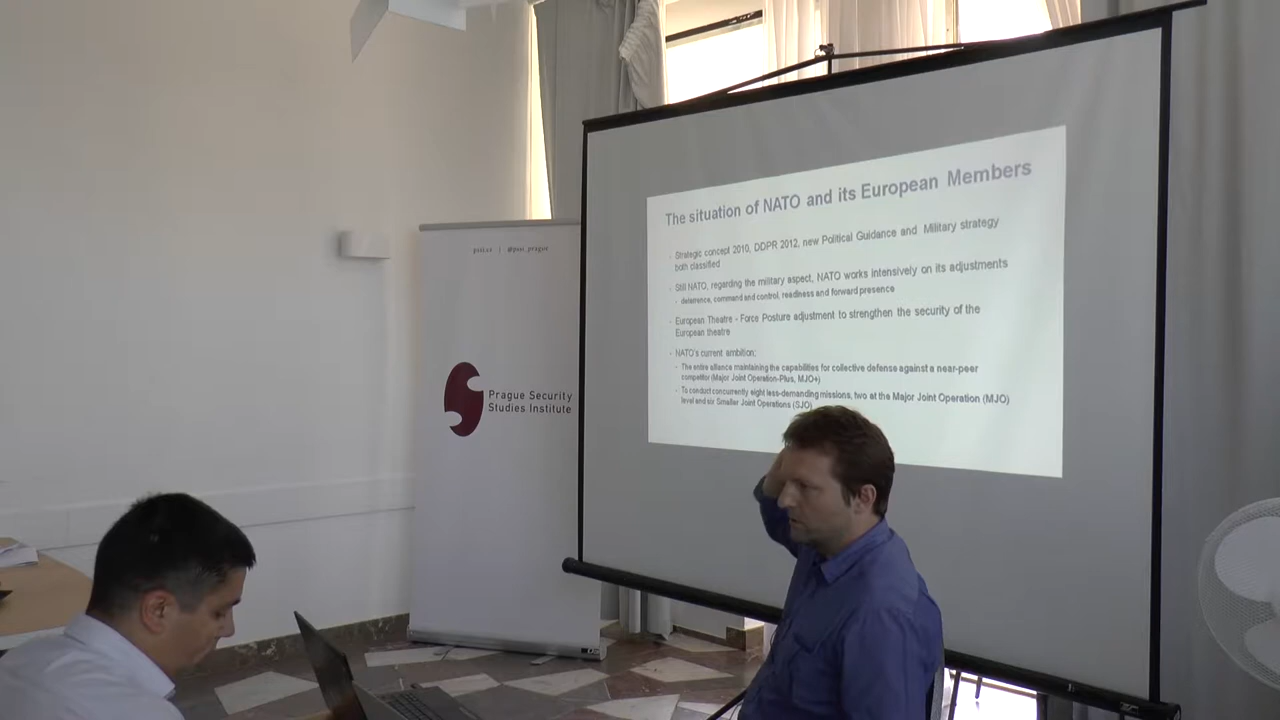 pssi.cz | @pssi_prague
Prague Security
Studies Institute
The situation of NATO and its European Members
- Strategic concept 2010, DDPR 2012, new Political Guidance and Military strategy
both classified
- Still NATO, regarding the military aspect, NATO works intensively on its adjustments
- deterrence, command and control, readiness and forward presence
- European Theatre - Force Posture adjustment to strengthen the security of the
European theatre
- NATO's current ambition:
- The entire alliance maintaining the capabilities for collective defense against a near-peer
competitor (Major Joint Operation-Plus, MJO+)
- To conduct concurrently eight less-demanding missions, two at the Major Joint Operation (MJO)
level and six Smaller Joint Operations (SJO)